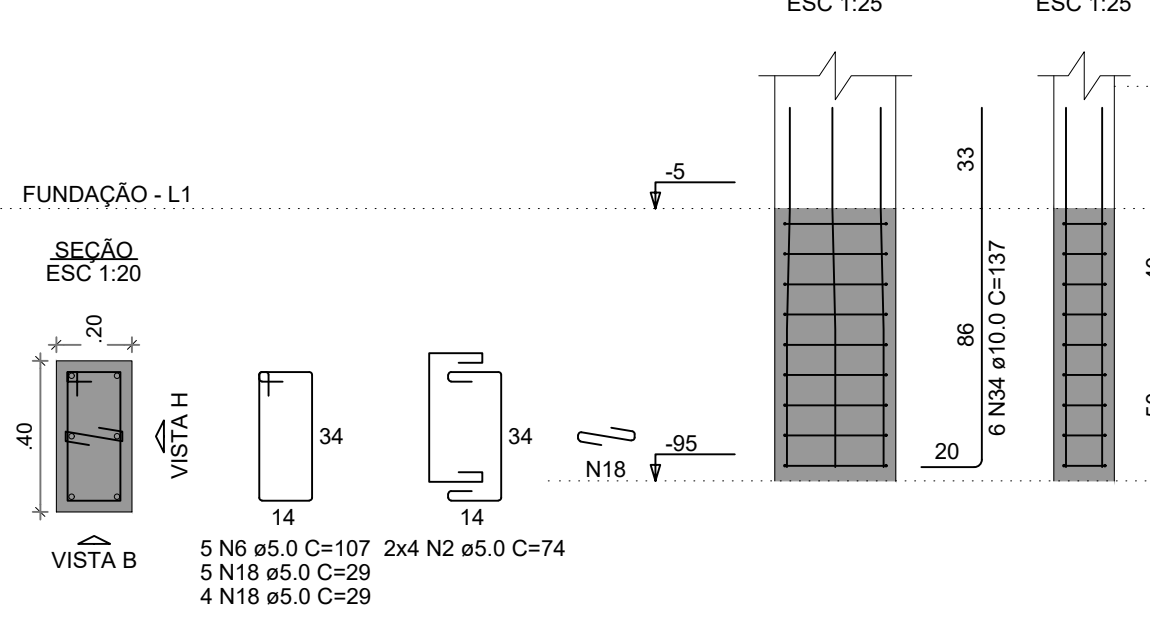 ESC 1:25
ESC 1:25
FUNDAÇÃO - L1
-5
33
SEÇÃO
ESC 1:20
.20
.40
VISTA H
VISTA B
34
14
34
14
N18
-95
86
6 N34 ø10.0 C=137
20
5 N6 ø5.0 C=107
2x4 N2 ø5.0 C=74
5 N18 ø5.0 C=29
4 N18 ø5.0 C=29